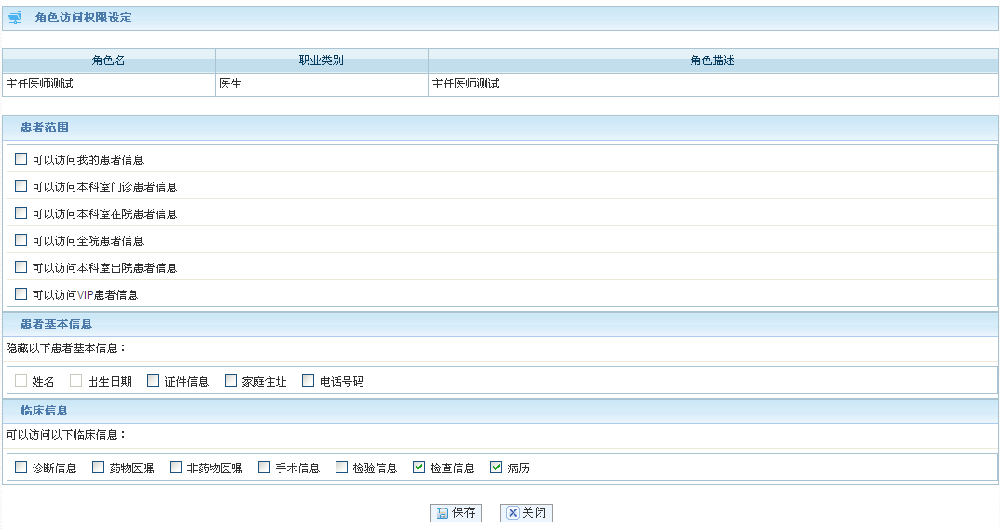 角色访问权限设定
角色名 职业类别 角色描述
主任医师测试 医生 主任医师测试
患者范围
可以访问我的患者信息
可以访问本科室门诊患者信息
可以访问本科室在院患者信息
可以访问全院患者信息
可以访问本科室出院患者信息
可以访问VIP患者信息
患者基本信息
隐藏以下患者基本信息：
姓名 出生日期 证件信息 家庭住址 电话号码
临床信息
可以访问以下临床信息：
诊断信息 药物医嘱 非药物医嘱 手术信息 检验信息 检查信息 病历
保存 关闭